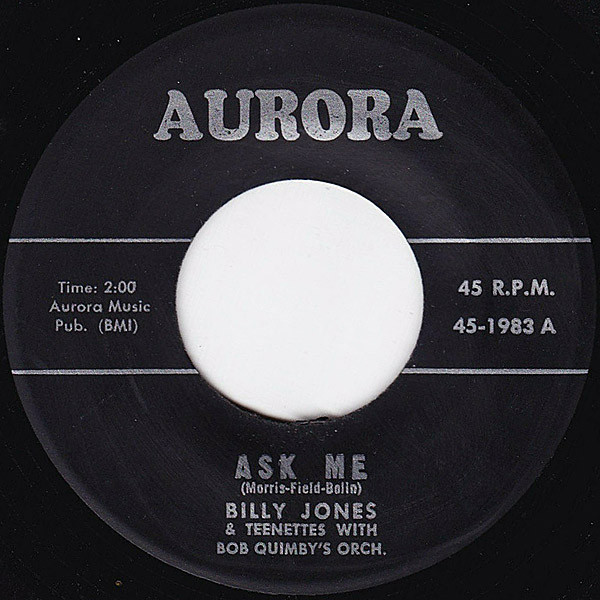 AURORA
Time: 2:00
Aurora Music
Pub. (BMI)
45 R.P.M.
45-1983 A
ASK ME
(Morris-Field-Bolin)
BILLY JONES
& TEENETTES WITH
BOB QUIMBY'S ORCH.